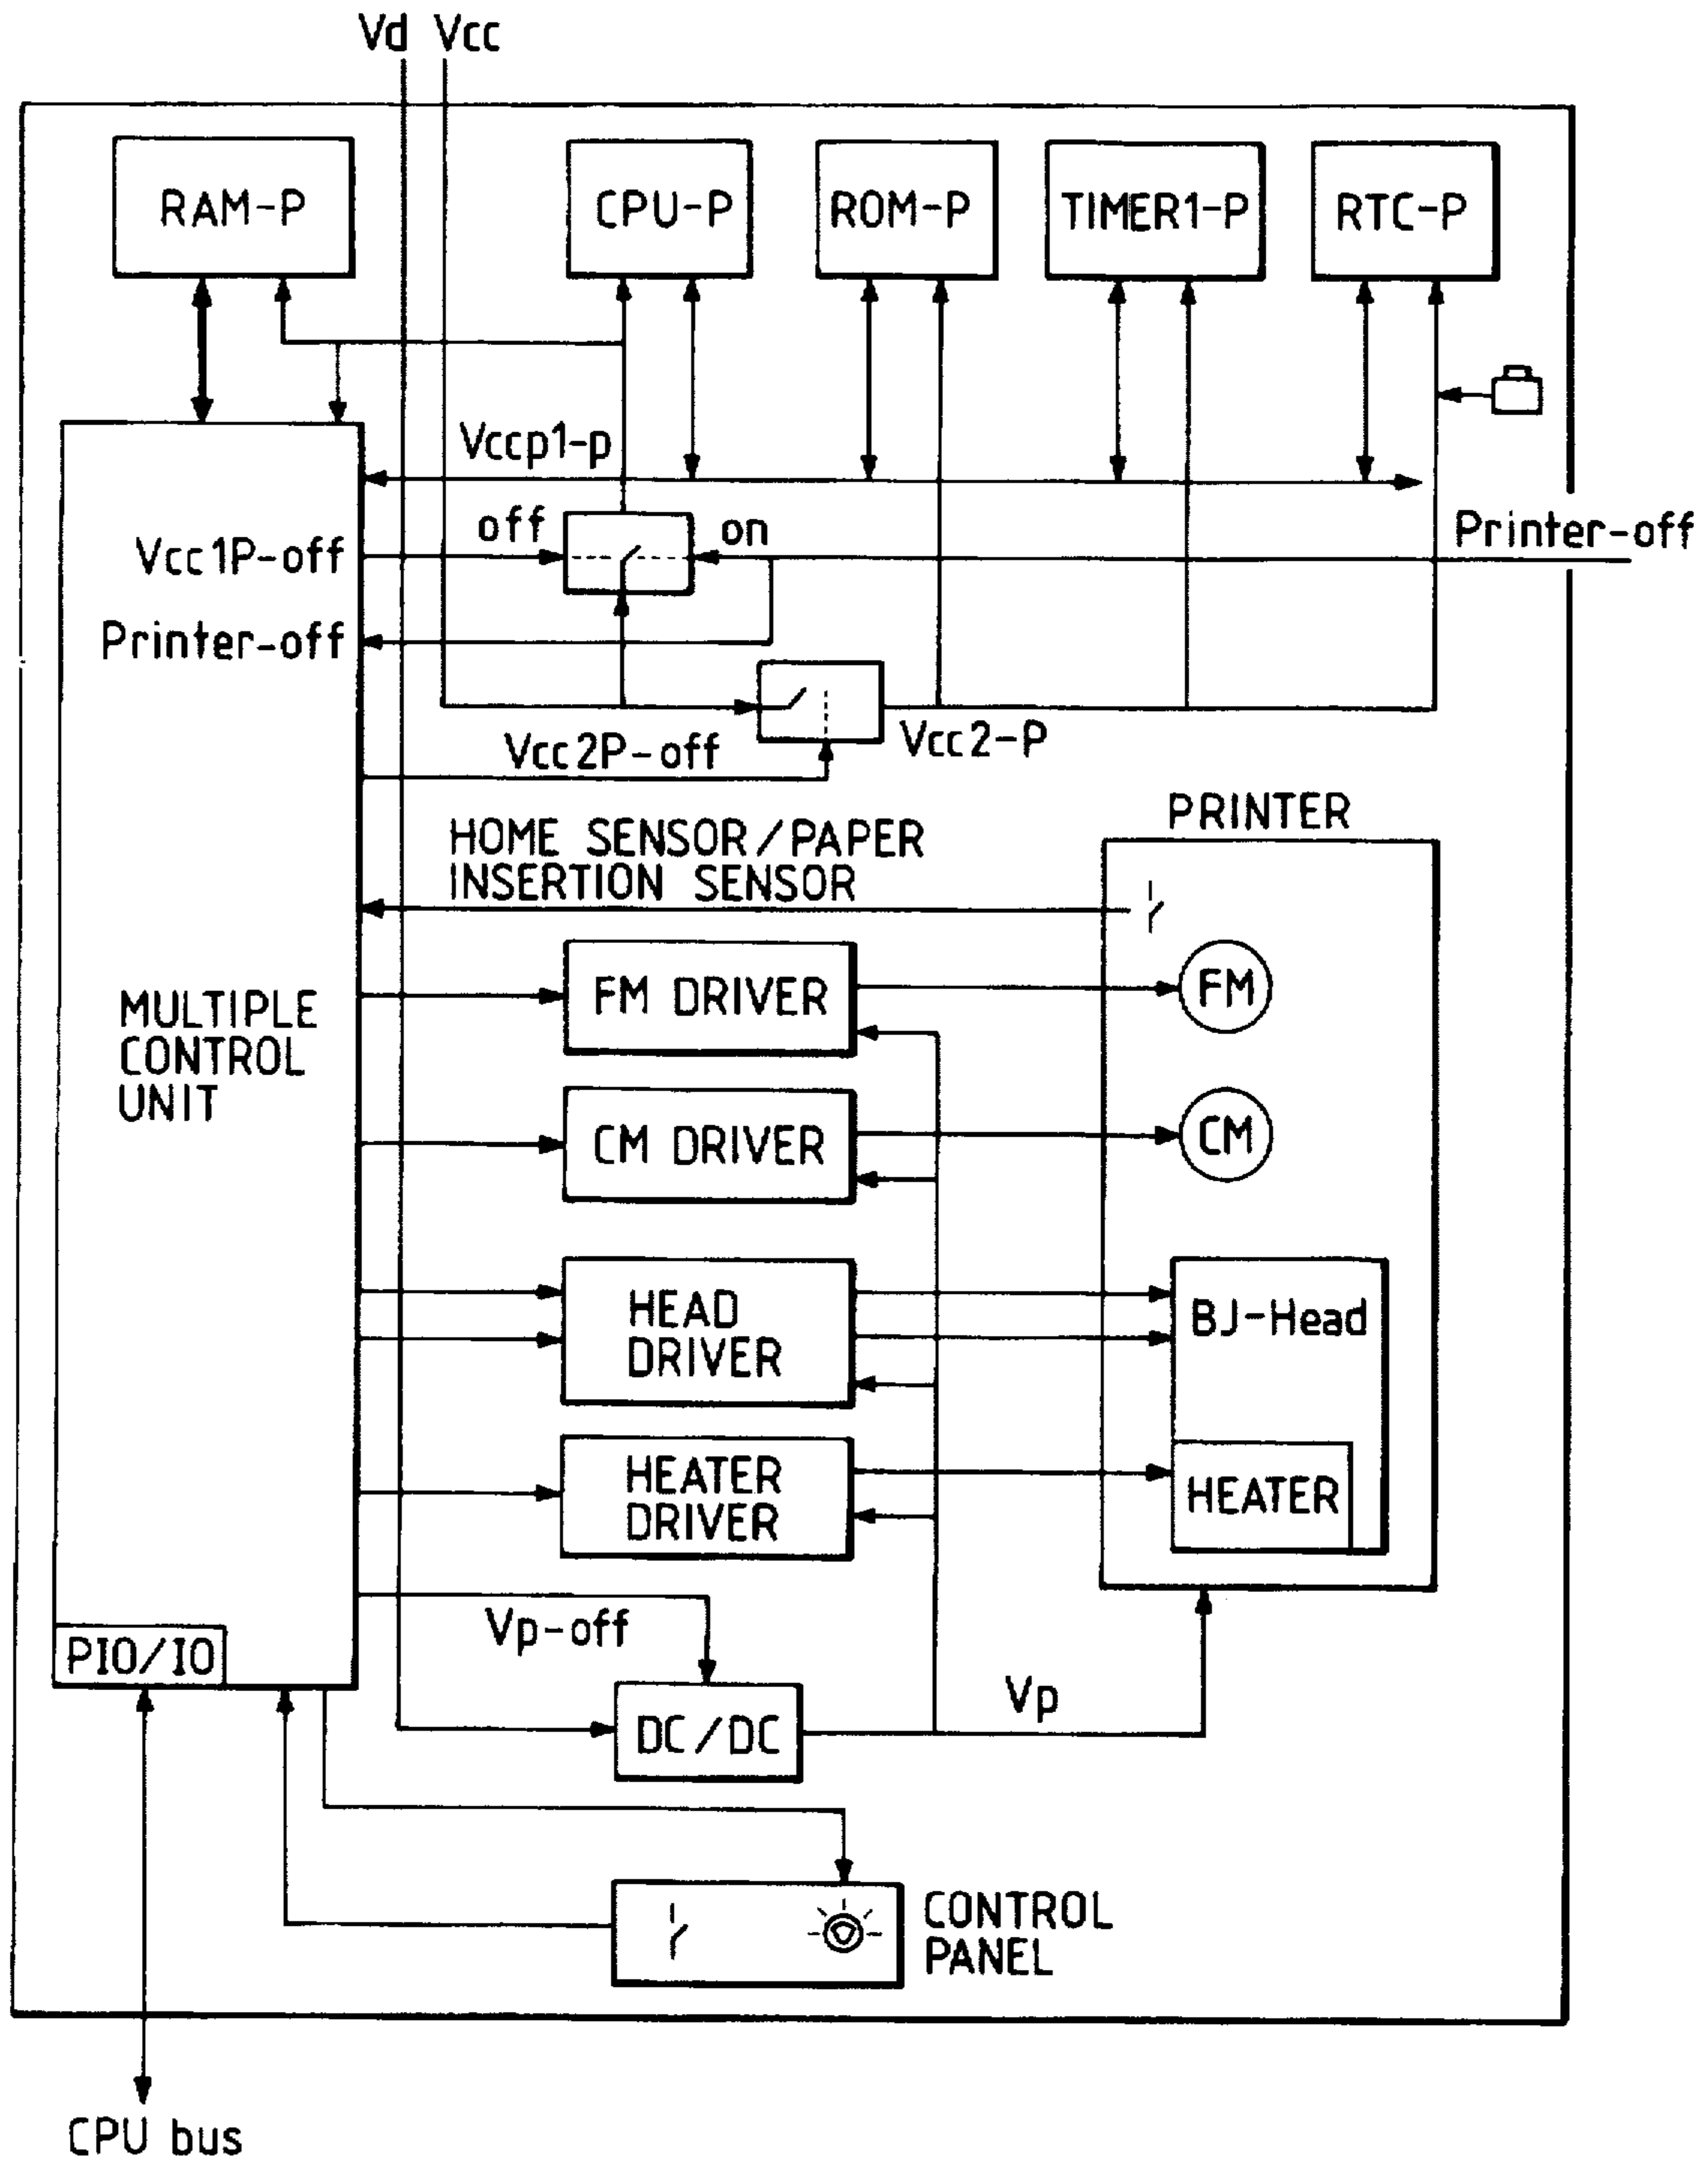 Vd Vcc
RAM-P
CPU-P
ROM-P
TIMER1-P
RTC-P
Vccp1-p
off
on
Printer-off
Vcc1P-off
Printer-off
Vcc2P-off
Vcc2-P
PRINTER
HOME SENSOR/PAPER
INSERTION SENSOR
MULTIPLE
CONTROL
UNIT
FM DRIVER
FM
CM DRIVER
CM
HEAD
DRIVER
BJ-Head
HEATER
DRIVER
HEATER
Vp-off
PIO/IO
DC/DC
Vp
CONTROL
PANEL
CPU bus